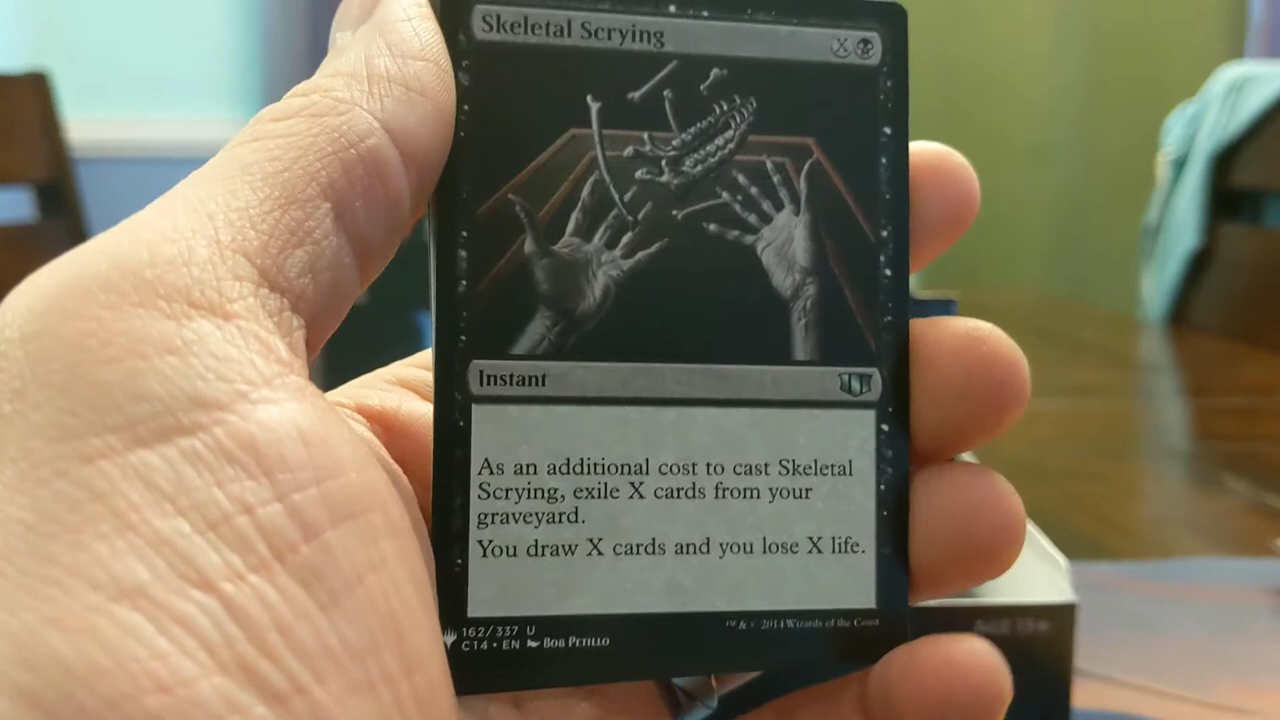 Skeletal Scrying X
Instant
As an additional cost to cast Skeletal
Scrying, exile X cards from your
graveyard.
You draw X cards and you lose X life.
162/337 U
C14 • EN BOB PETILLO
™ & © 2014 Wizards of the Coast